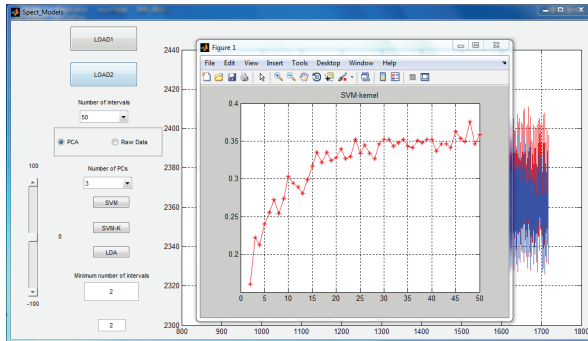 Spect_Models
LOAD1
LOAD2
Number of intervals
50
PCA
Raw Data
Number of PCs
3
SVM
SVM-K
LDA
Minimum number of intervals
2
2
100
0
-100
Figure 1
File Edit View Insert Tools Desktop Window Help
SVM-kernel
0.4
0.35
0.3
0.25
0.2
0 5 10 15 20 25 30 35 40 45 50
2440
2420
2400
2380
2360
2340
2320
2300
800 900 1000 1100 1200 1300 1400 1500 1600 1700 1800